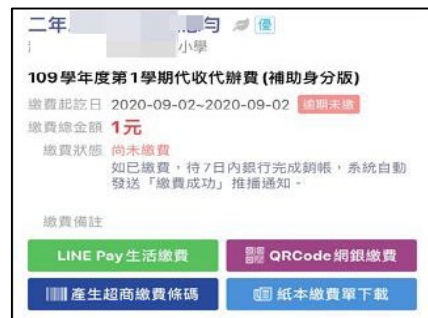 二年
勻 優
小學
109學年度第1學期代收代辦費(補助身分版)
繳費起訖日 2020-09-02~2020-09-02 逾期未繳
繳費總金額 1元
繳費狀態 尚未繳費
如已繳費，待7日內銀行完成銷帳，系統自動
發送「繳費成功」推播通知。
繳費備註
LINE Pay生活繳費
QRCode網銀繳費
產生超商繳費條碼
紙本繳費單下載